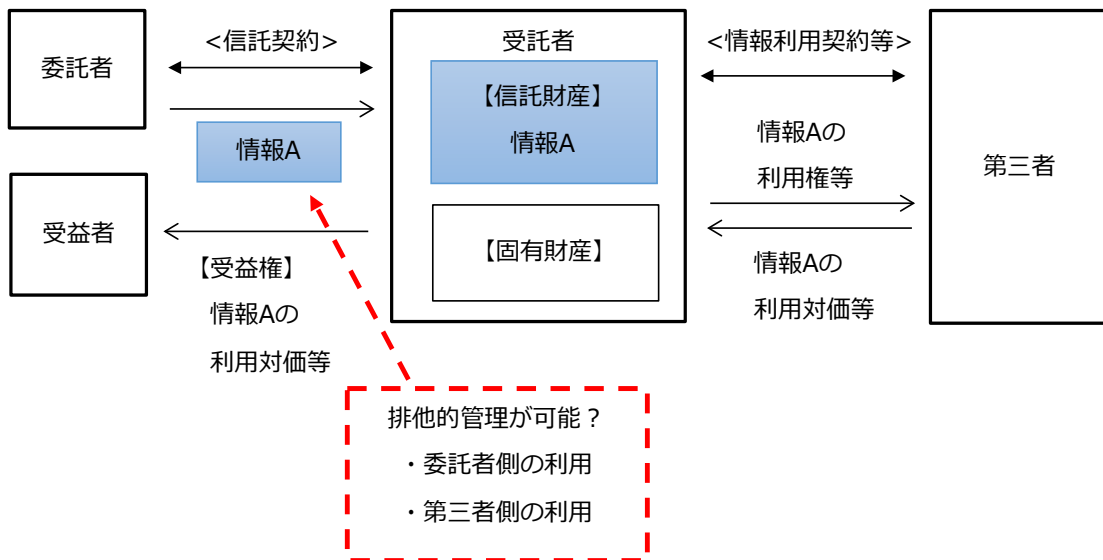 委託者
<信託契約>
情報A
受益者
【受益権】
情報Aの
利用対価等
受託者
【信託財産】
情報A
【固有財産】
<情報利用契約等>
情報Aの
利用権等
情報Aの
利用対価等
第三者
排他的管理が可能?
・委託者側の利用
・第三者側の利用